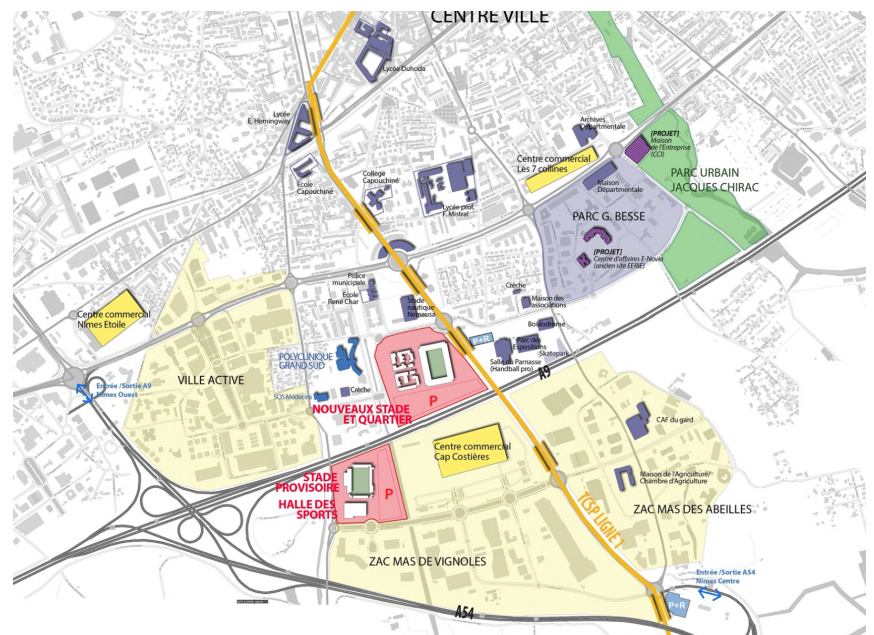 CENTRE VILLE
Lycée Duhoda
Lycée
E. Hemingway
Archives
Départementale
[PROJET]
Maison
de l'Entreprise
(CCI)
Centre commercial
Les 7 collines
École
Capouchiné
Collège
Capouchiné
Lycée prof.
F. Mistral
Maison
Départementale
PARC URBAIN
JACQUES CHIRAC
PARC G. BESSE
[PROJET]
Centre d'affaires E-Novia
(ancien site EERIE)
Police
municipale
École
René Char
Stade
nautique
Nemausa
Crèche
Maison des
associations
Boulodrome
Centre commercial
Nîmes Etoile
P+R
Parc des
Expositions
Skatepark
Salle du Parnasse
(Handball pro)
POLYCLINIQUE
GRAND SUD
A9
VILLE ACTIVE
Entrée /Sortie A9
Nîmes Ouest
SOS Médecins
Crèche
P
NOUVEAUX STADE
ET QUARTIER
CAF du gard
Centre commercial
Cap Costières
Maison de l'Agriculture/
Chambre d'Agriculture
STADE
PROVISOIRE
P
HALLE DES
SPORTS
TCSP LIGNE 1
ZAC MAS DES ABEILLES
ZAC MAS DE VIGNOLES
Entrée /Sortie A54
Nîmes Centre
P+R
A54